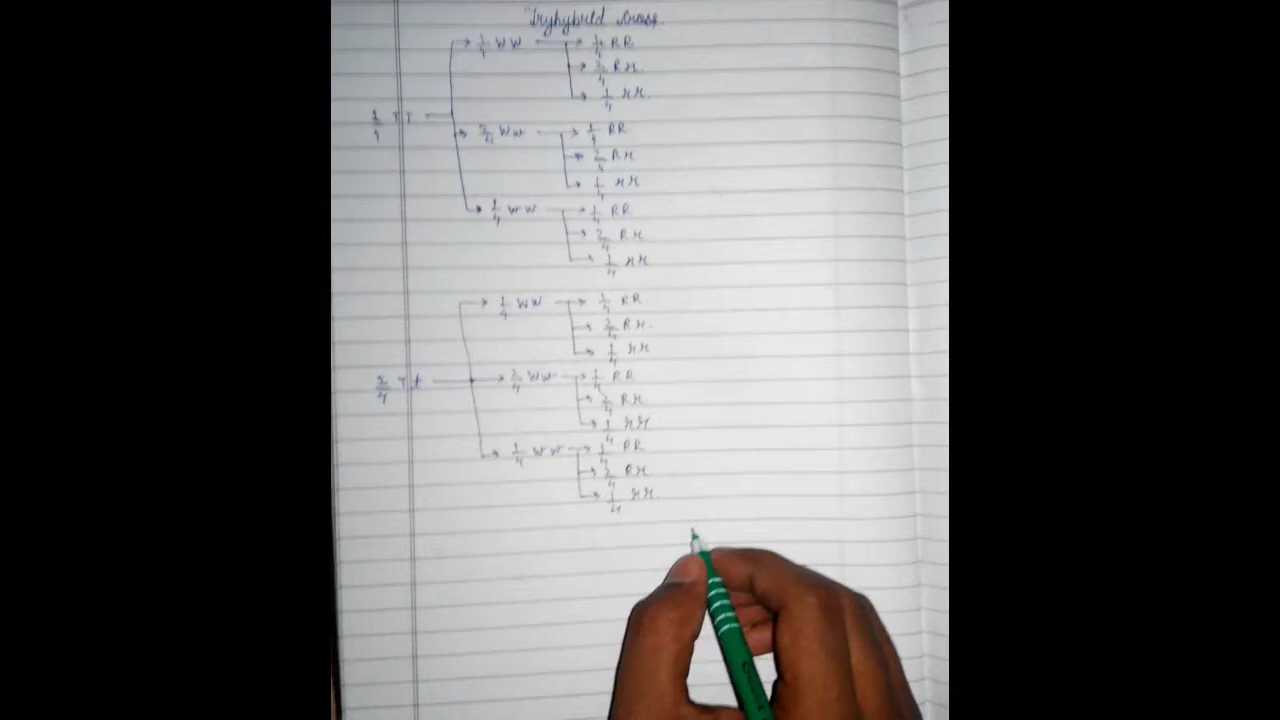 Tryhybrid Cross.
1/4 WW → 1/4 RR
→ 2/4 Rr.
→ 1/4 rr.
1/4 TT
→ 2/4 Ww → 1/4 RR
→ 2/4 Rr
→ 1/4 rr
→ 1/4 ww → 1/4 RR
→ 2/4 Rr
→ 1/4 rr
→ 1/4 WW → 1/4 RR
→ 2/4 Rr.
→ 1/4 rr
2/4 Tt → 2/4 Ww → 1/4 RR
→ 2/4 Rr
→ 1/4 rr
→ 1/4 ww → 1/4 RR
→ 2/4 Rr
→ 1/4 rr.